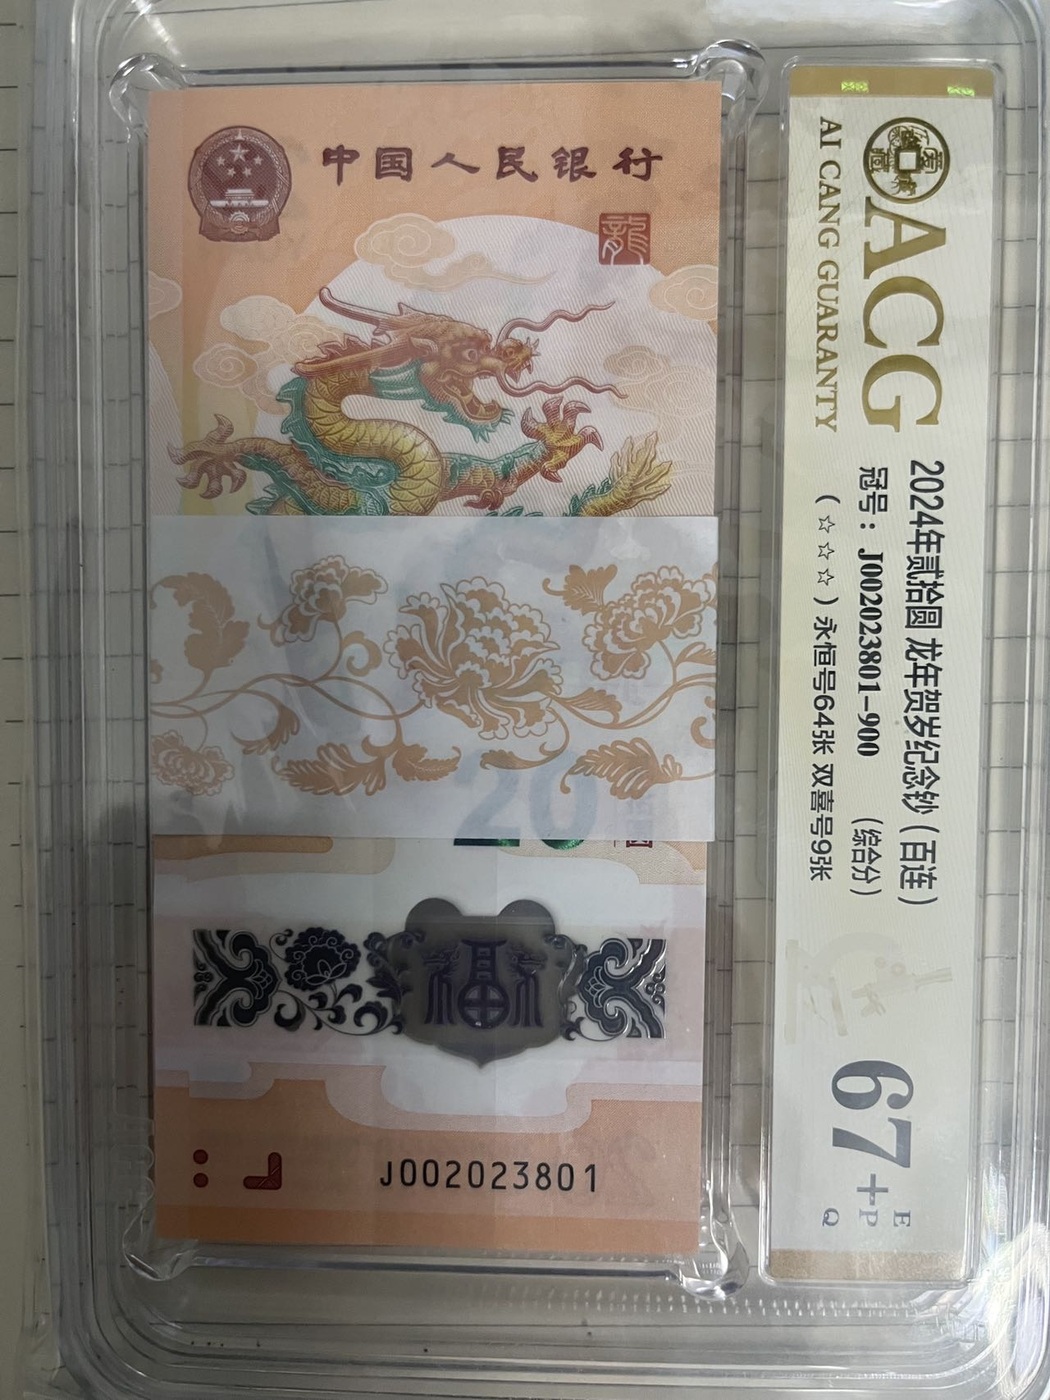 中国人民银行
龍
20
福
J002023801
ACG
AI CANG GUARANTY
2024年贰拾圆 龙年贺岁纪念钞（百连）
冠号：J002023801-900 （综合分）
（☆☆☆）永恒号64张 双喜号9张
67+
E
P
Q